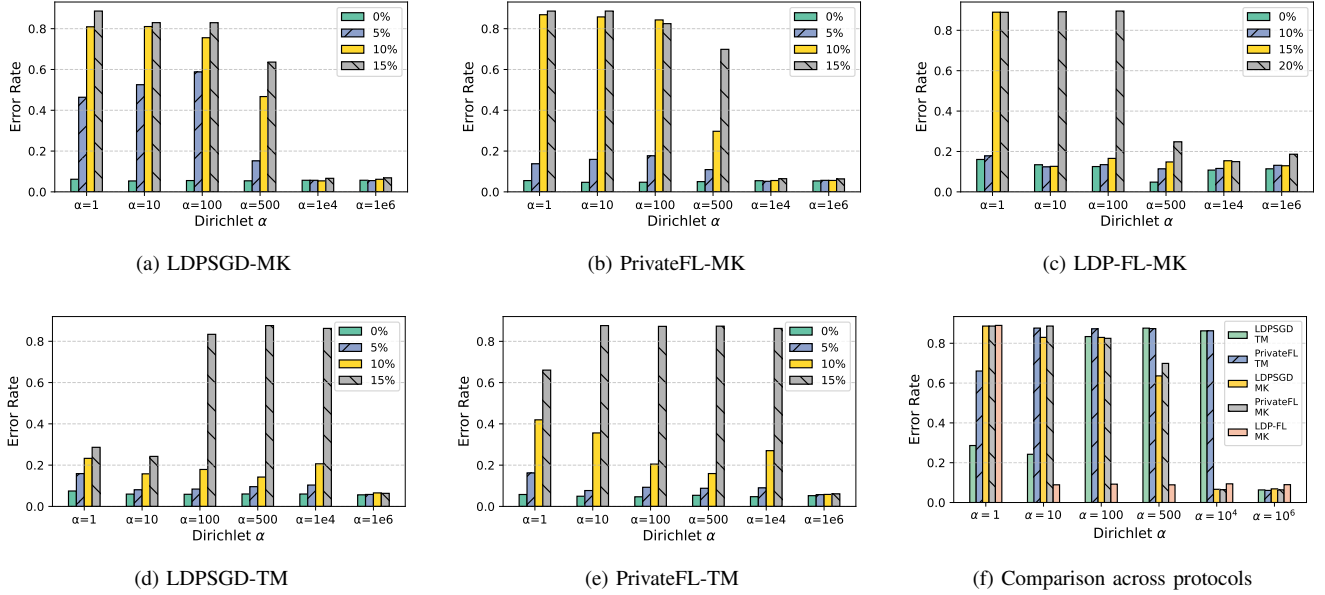 0.8
0.6
0.4
0.2
0.0
Error Rate
0%
5%
10%
15%
α=1 α=10 α=100 α=500 α=1e4 α=1e6
Dirichlet α
(a) LDPSGD-MK
0.8
0.6
0.4
0.2
0.0
Error Rate
0%
5%
10%
15%
α=1 α=10 α=100 α=500 α=1e4 α=1e6
Dirichlet α
(b) PrivateFL-MK
0.8
0.6
0.4
0.2
0.0
Error Rate
0%
10%
15%
20%
α=1 α=10 α=100 α=500 α=1e4 α=1e6
Dirichlet α
(c) LDP-FL-MK
0.8
0.6
0.4
0.2
0.0
Error Rate
0%
5%
10%
15%
α=1 α=10 α=100 α=500 α=1e4 α=1e6
Dirichlet α
(d) LDPSGD-TM
0.8
0.6
0.4
0.2
0.0
Error Rate
0%
5%
10%
15%
α=1 α=10 α=100 α=500 α=1e4 α=1e6
Dirichlet α
(e) PrivateFL-TM
0.8
0.6
0.4
0.2
0.0
Error Rate
LDPSGD
TM
PrivateFL
TM
LDPSGD
MK
PrivateFL
MK
LDP-FL
MK
α = 1 α = 10 α = 100 α = 500 α = 10⁴ α = 10⁶
Dirichlet α
(f) Comparison across protocols